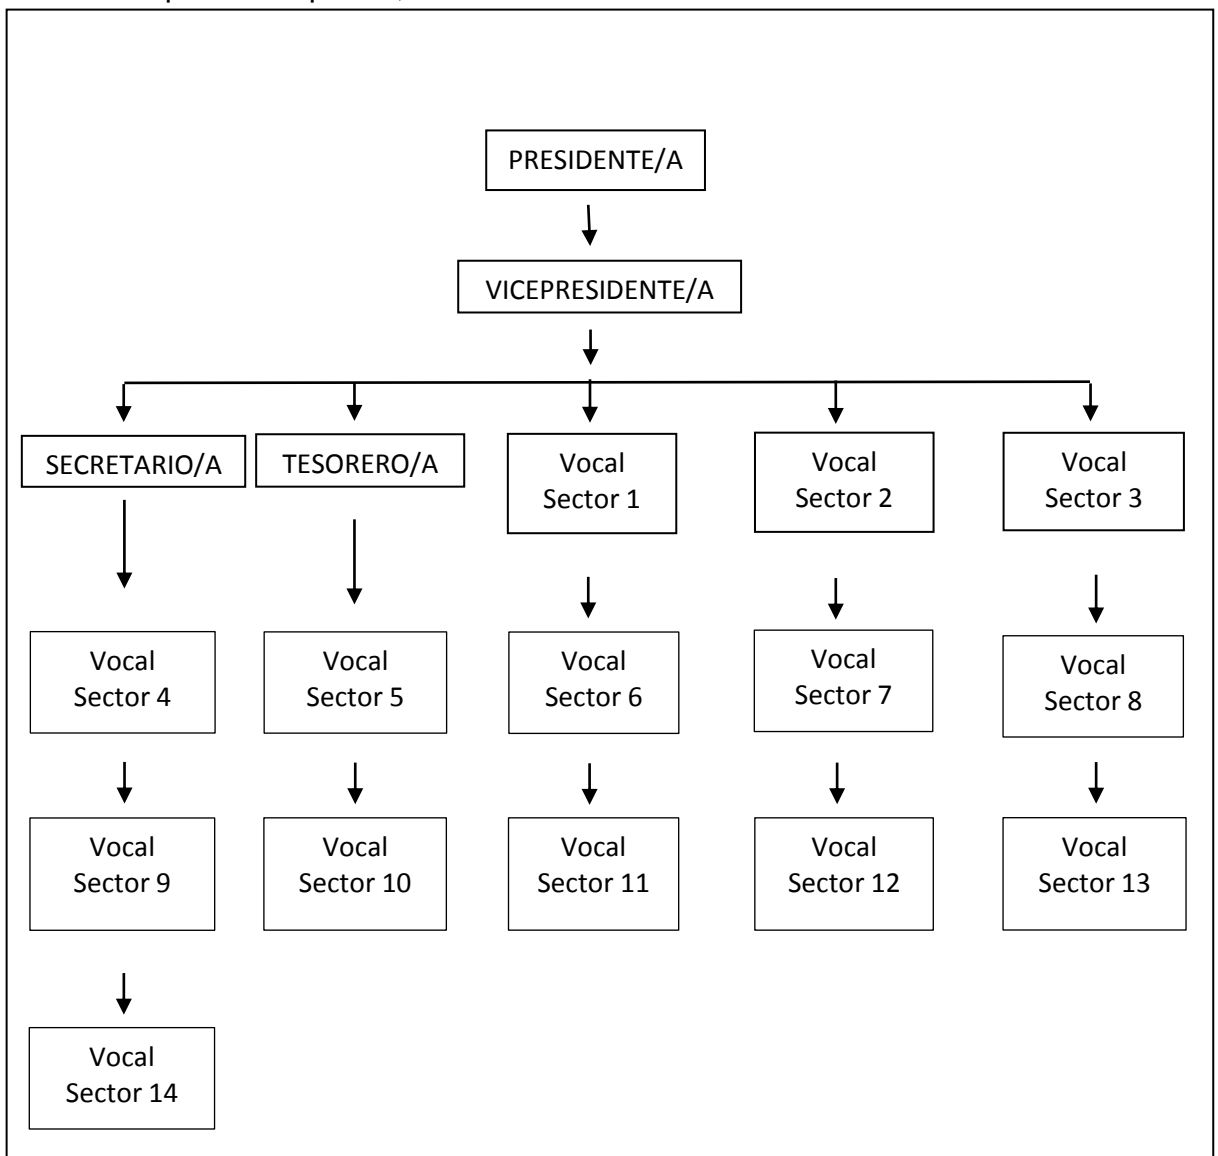 PRESIDENTE/A
VICEPRESIDENTE/A
SECRETARIO/A
TESORERO/A
Vocal
Sector 1
Vocal
Sector 2
Vocal
Sector 3
Vocal
Sector 4
Vocal
Sector 5
Vocal
Sector 6
Vocal
Sector 7
Vocal
Sector 8
Vocal
Sector 9
Vocal
Sector 10
Vocal
Sector 11
Vocal
Sector 12
Vocal
Sector 13
Vocal
Sector 14